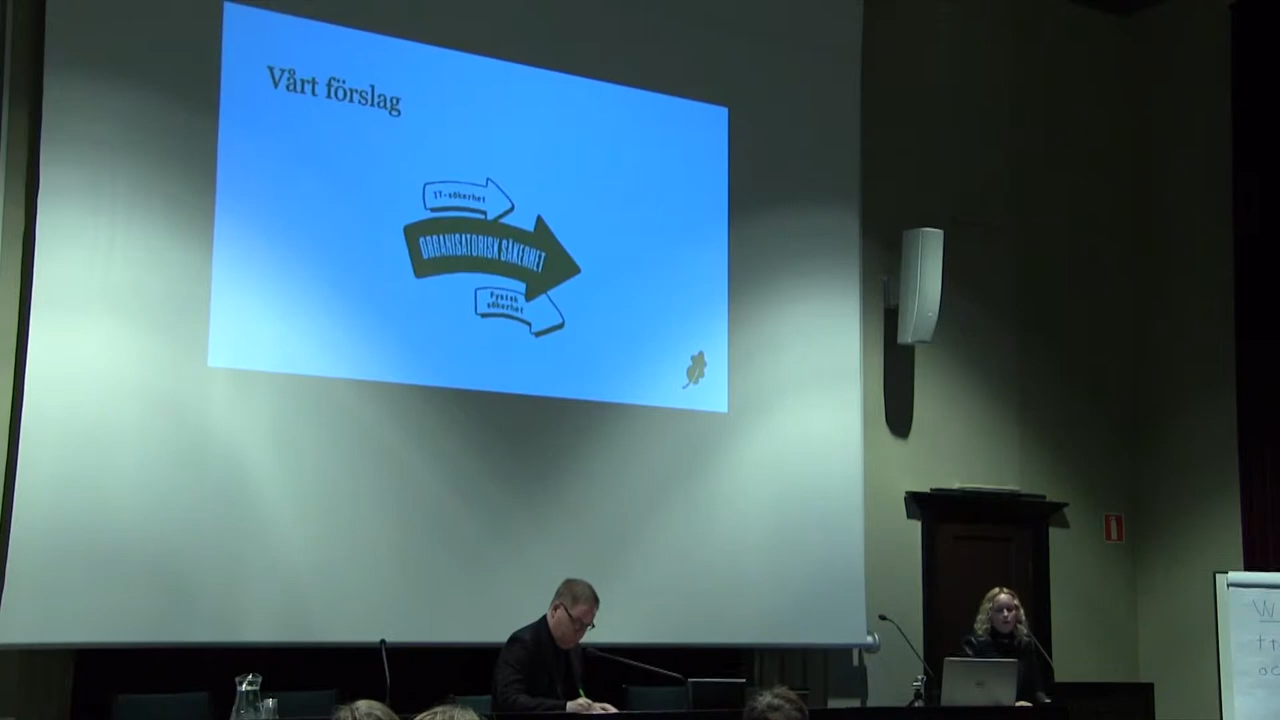 Vårt förslag
IT-säkerhet
ORGANISATORISK SÄKERHET
Fysisk
säkerhet
W